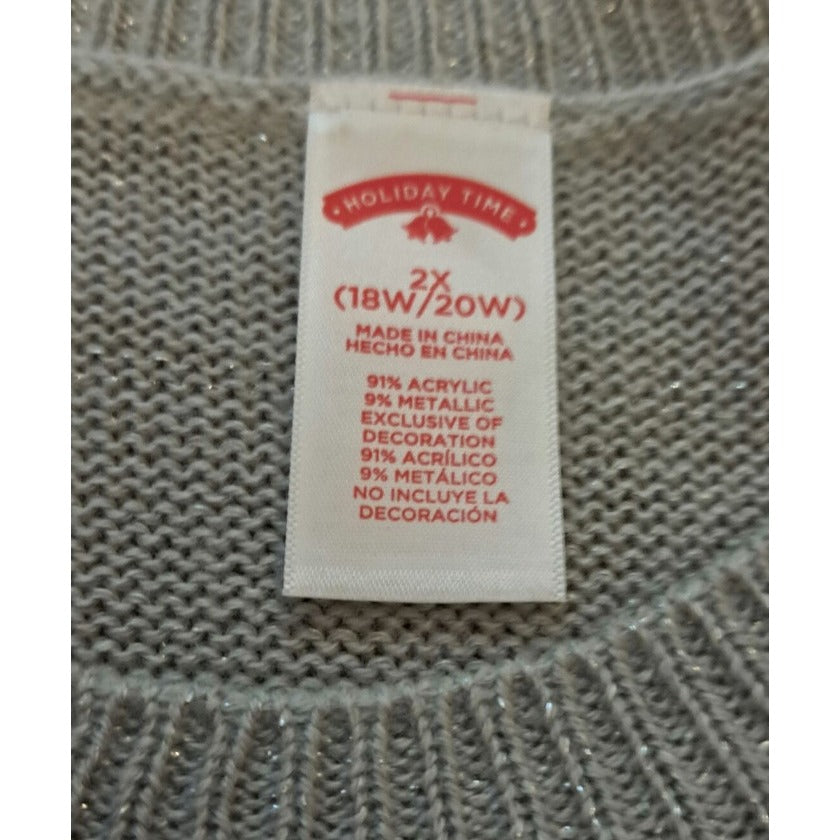 HOLIDAY TIME
2X
(18W/20W)
MADE IN CHINA
HECHO EN CHINA
91% ACRYLIC
9% METALLIC
EXCLUSIVE OF
DECORATION
91% ACRÍLICO
9% METÁLICO
NO INCLUYE LA
DECORACIÓN